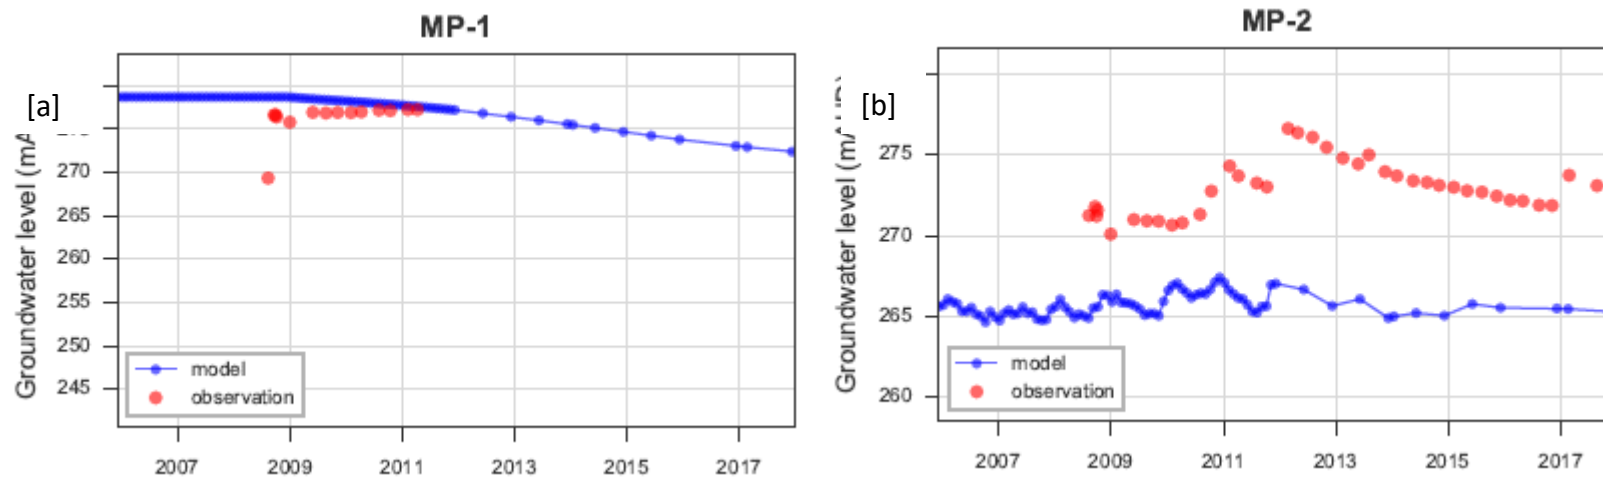 MP-1
[a]
270
265
260
255
250
245
Groundwater level (mA
model
observation
2007 2009 2011 2013 2015 2017
MP-2
[b]
275
270
265
260
Groundwater level (m
model
observation
2007 2009 2011 2013 2015 2017